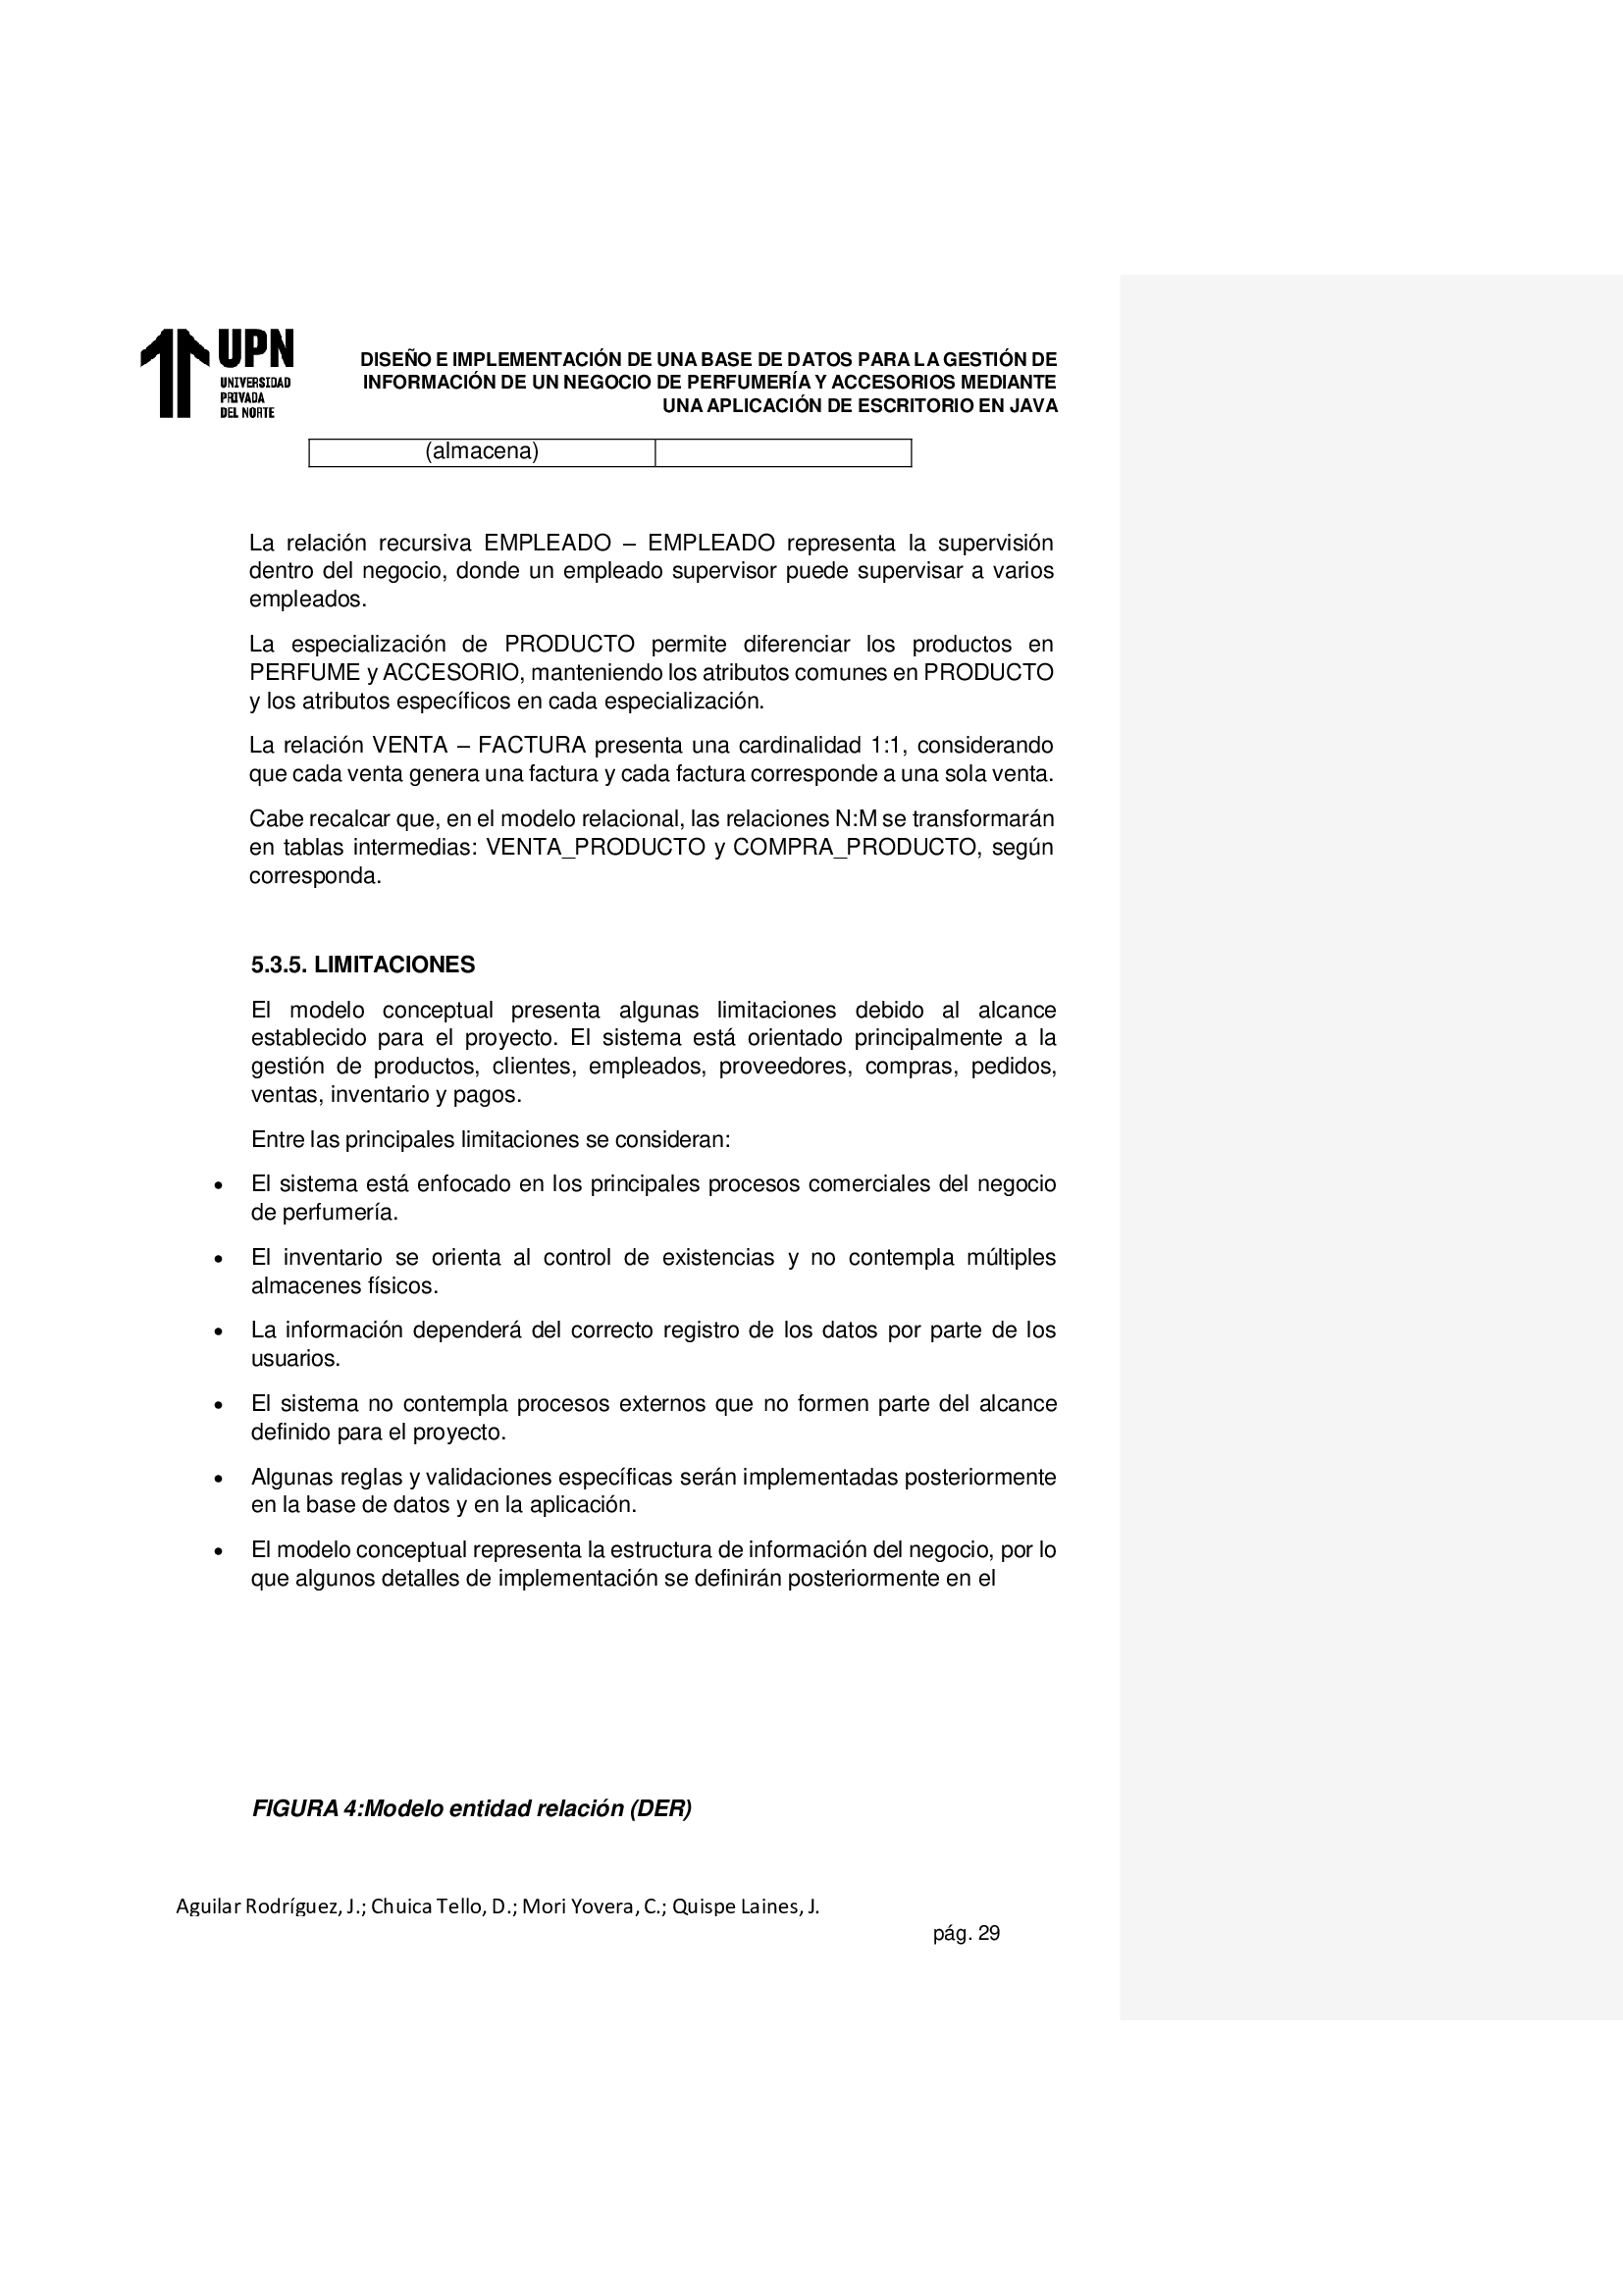 UPN
UNIVERSIDAD
PRIVADA
DEL NORTE
DISEÑO E IMPLEMENTACIÓN DE UNA BASE DE DATOS PARA LA GESTIÓN DE
INFORMACIÓN DE UN NEGOCIO DE PERFUMERÍA Y ACCESORIOS MEDIANTE
UNA APLICACIÓN DE ESCRITORIO EN JAVA
(almacena)
La relación recursiva EMPLEADO – EMPLEADO representa la supervisión
dentro del negocio, donde un empleado supervisor puede supervisar a varios
empleados.
La especialización de PRODUCTO permite diferenciar los productos en
PERFUME y ACCESORIO, manteniendo los atributos comunes en PRODUCTO
y los atributos específicos en cada especialización.
La relación VENTA – FACTURA presenta una cardinalidad 1:1, considerando
que cada venta genera una factura y cada factura corresponde a una sola venta.
Cabe recalcar que, en el modelo relacional, las relaciones N:M se transformarán
en tablas intermedias: VENTA_PRODUCTO y COMPRA_PRODUCTO, según
corresponda.
5.3.5. LIMITACIONES
El modelo conceptual presenta algunas limitaciones debido al alcance
establecido para el proyecto. El sistema está orientado principalmente a la
gestión de productos, clientes, empleados, proveedores, compras, pedidos,
ventas, inventario y pagos.
Entre las principales limitaciones se consideran:
• El sistema está enfocado en los principales procesos comerciales del negocio
de perfumería.
• El inventario se orienta al control de existencias y no contempla múltiples
almacenes físicos.
• La información dependerá del correcto registro de los datos por parte de los
usuarios.
• El sistema no contempla procesos externos que no formen parte del alcance
definido para el proyecto.
• Algunas reglas y validaciones específicas serán implementadas posteriormente
en la base de datos y en la aplicación.
• El modelo conceptual representa la estructura de información del negocio, por lo
que algunos detalles de implementación se definirán posteriormente en el
FIGURA 4:Modelo entidad relación (DER)
Aguilar Rodríguez, J.; Chuica Tello, D.; Mori Yovera, C.; Quispe Laines, J.
pág. 29